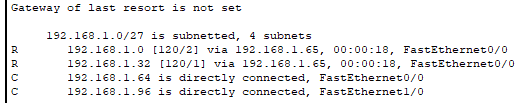 Gateway of last resort is not set
192.168.1.0/27 is subnetted, 4 subnets
R 192.168.1.0 [120/2] via 192.168.1.65, 00:00:18, FastEthernet0/0
R 192.168.1.32 [120/1] via 192.168.1.65, 00:00:18, FastEthernet0/0
C 192.168.1.64 is directly connected, FastEthernet0/0
C 192.168.1.96 is directly connected, FastEthernet1/0